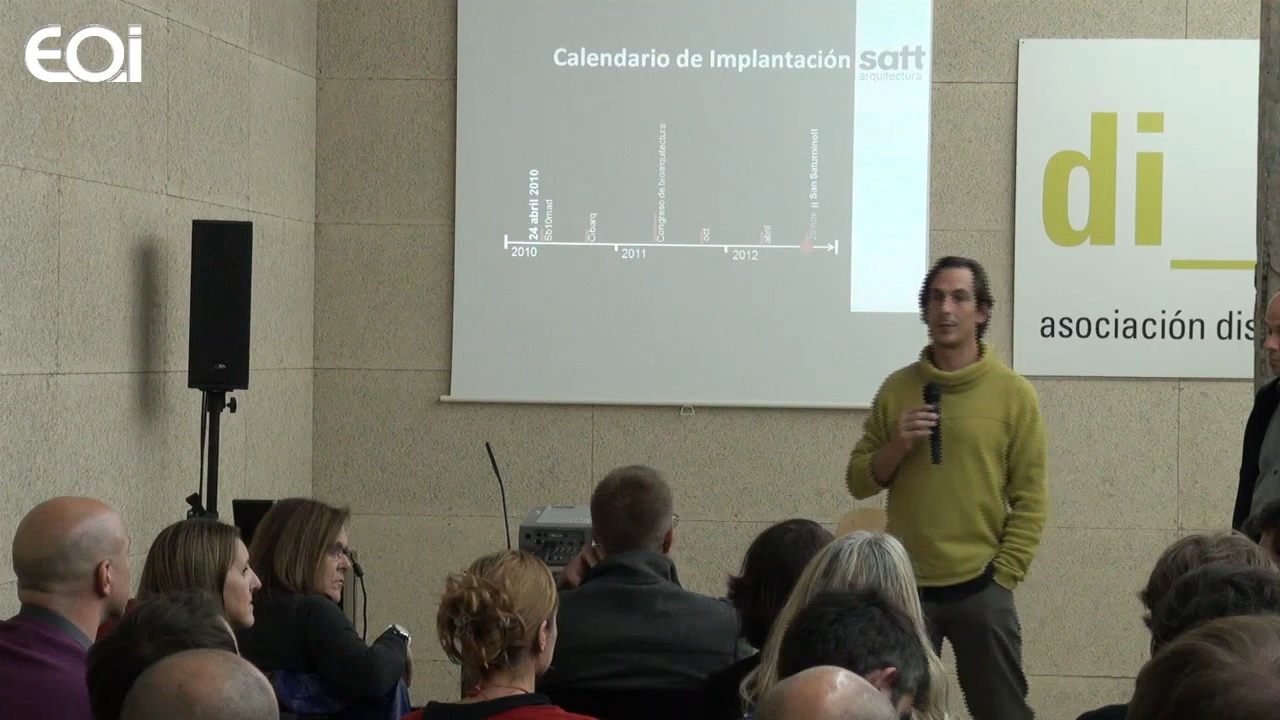 EOi
Calendario de Implantación
satt
arquitectura
24 abril 2010
Sb10mad
Cibarq
Congreso de bioarquitectura
oct
abril
¡¡ San Saturnino!!
2010
2011
2012
di_
asociación dis